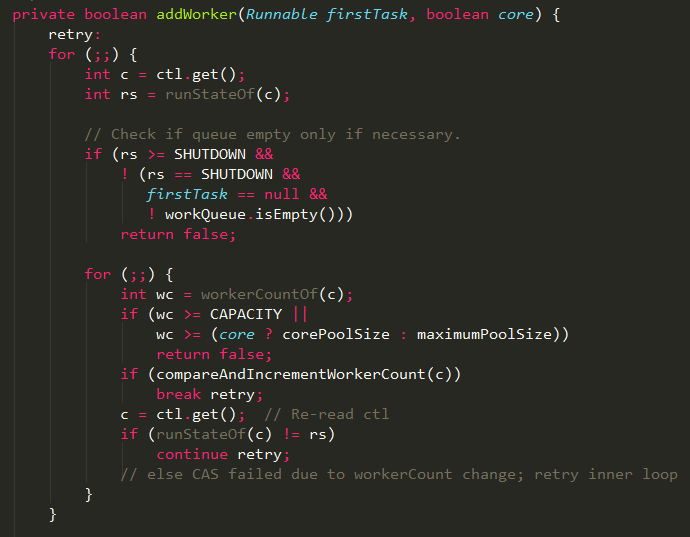 private boolean addWorker(Runnable firstTask, boolean core) {
    retry:
    for (;;) {
        int c = ctl.get();
        int rs = runStateOf(c);

        // Check if queue empty only if necessary.
        if (rs >= SHUTDOWN &&
            ! (rs == SHUTDOWN &&
               firstTask == null &&
               ! workQueue.isEmpty()))
            return false;

        for (;;) {
            int wc = workerCountOf(c);
            if (wc >= CAPACITY ||
                wc >= (core ? corePoolSize : maximumPoolSize))
                return false;
            if (compareAndIncrementWorkerCount(c))
                break retry;
            c = ctl.get();  // Re-read ctl
            if (runStateOf(c) != rs)
                continue retry;
            // else CAS failed due to workerCount change; retry inner loop
        }
    }